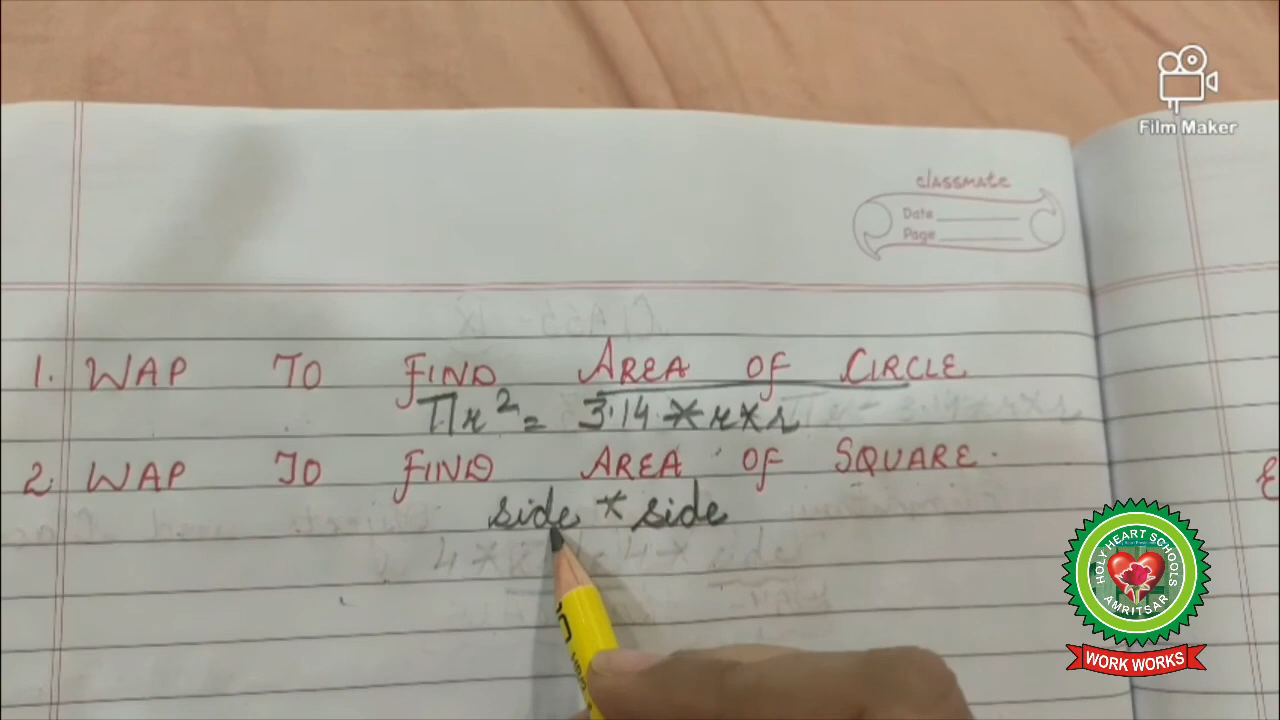 Film Maker
classmate
Date
Page
1. WAP TO FIND AREA OF CIRCLE
πr² = 3.14 * r * r
2. WAP TO FIND AREA OF SQUARE.
side * side
HOLY HEART SCHOOLS
AMRITSAR
WORK WORKS